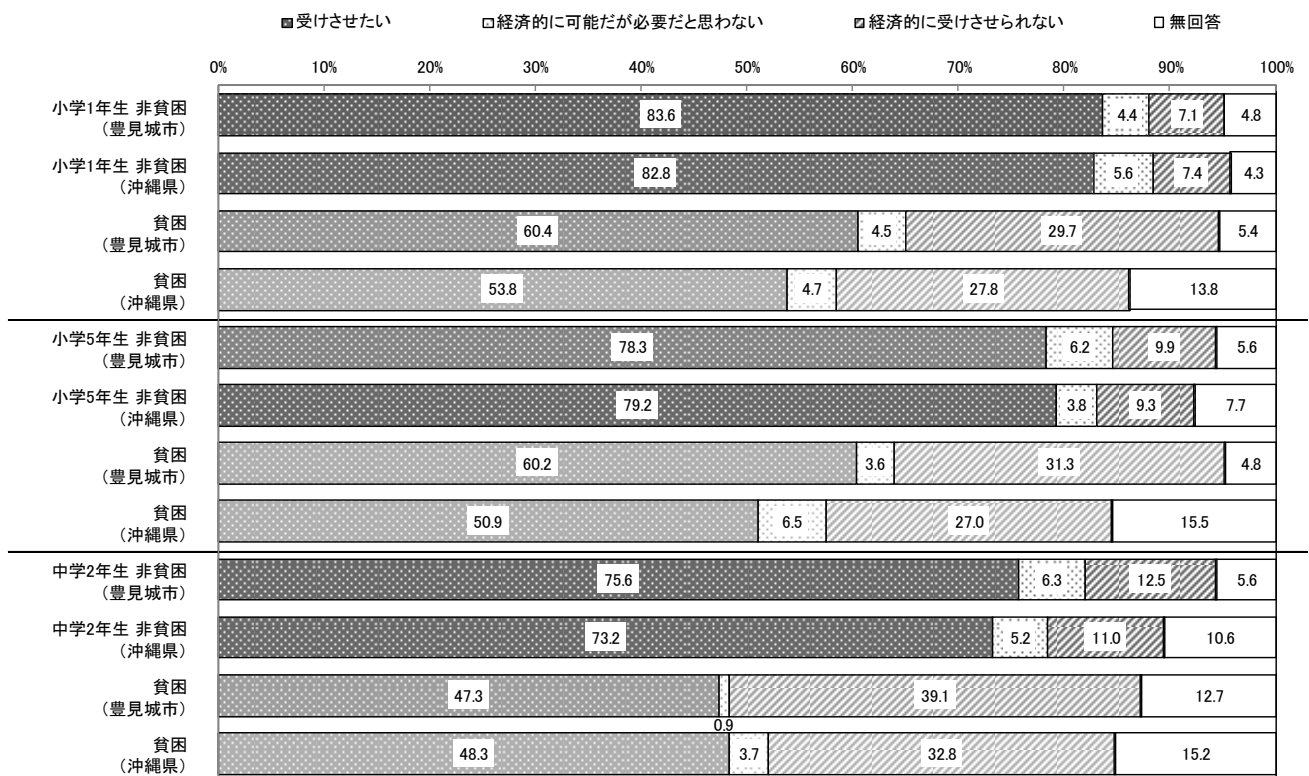 受けさせたい 経済的に可能だが必要だと思わない 経済的に受けさせられない 無回答
0% 10% 20% 30% 40% 50% 60% 70% 80% 90% 100%
小学1年生 非貧困
（豊見城市）
83.6 4.4 7.1 4.8
小学1年生 非貧困
（沖縄県）
82.8 5.6 7.4 4.3
貧困
（豊見城市）
60.4 4.5 29.7 5.4
貧困
（沖縄県）
53.8 4.7 27.8 13.8
小学5年生 非貧困
（豊見城市）
78.3 6.2 9.9 5.6
小学5年生 非貧困
（沖縄県）
79.2 3.8 9.3 7.7
貧困
（豊見城市）
60.2 3.6 31.3 4.8
貧困
（沖縄県）
50.9 6.5 27.0 15.5
中学2年生 非貧困
（豊見城市）
75.6 6.3 12.5 5.6
中学2年生 非貧困
（沖縄県）
73.2 5.2 11.0 10.6
貧困
（豊見城市）
47.3 0.9 39.1 12.7
貧困
（沖縄県）
48.3 3.7 32.8 15.2